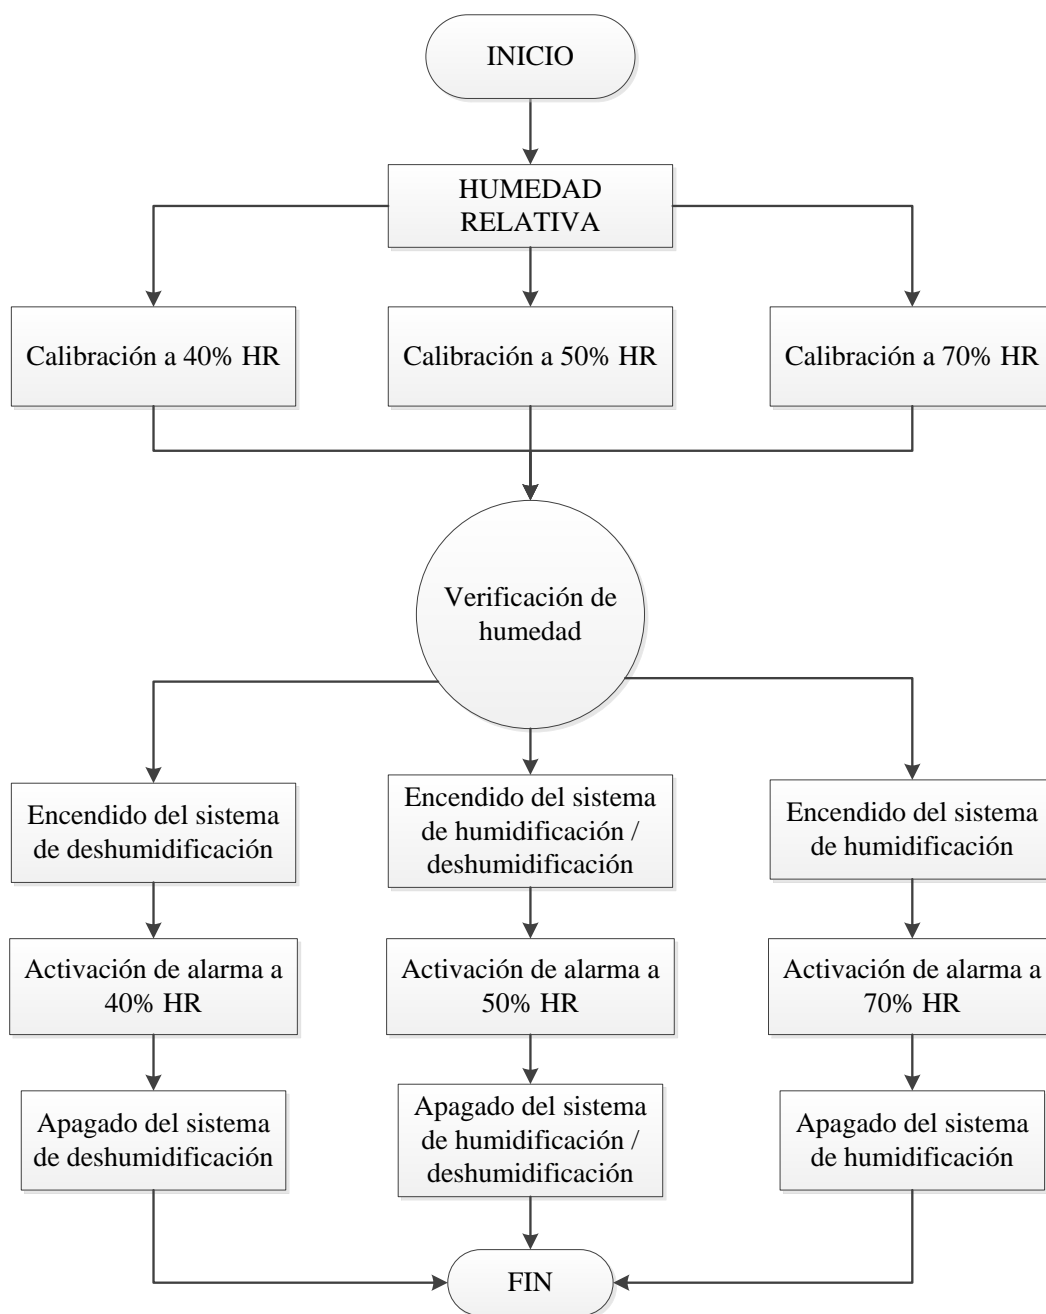 INICIO
HUMEDAD
RELATIVA
Calibración a 40% HR
Calibración a 50% HR
Calibración a 70% HR
Verificación de
humedad
Encendido del sistema
de deshumidificación
Encendido del sistema
de humidificación /
deshumidificación
Encendido del sistema
de humidificación
Activación de alarma a
40% HR
Activación de alarma a
50% HR
Activación de alarma a
70% HR
Apagado del sistema
de deshumidificación
Apagado del sistema
de humidificación /
deshumidificación
Apagado del sistema
de humidificación
FIN